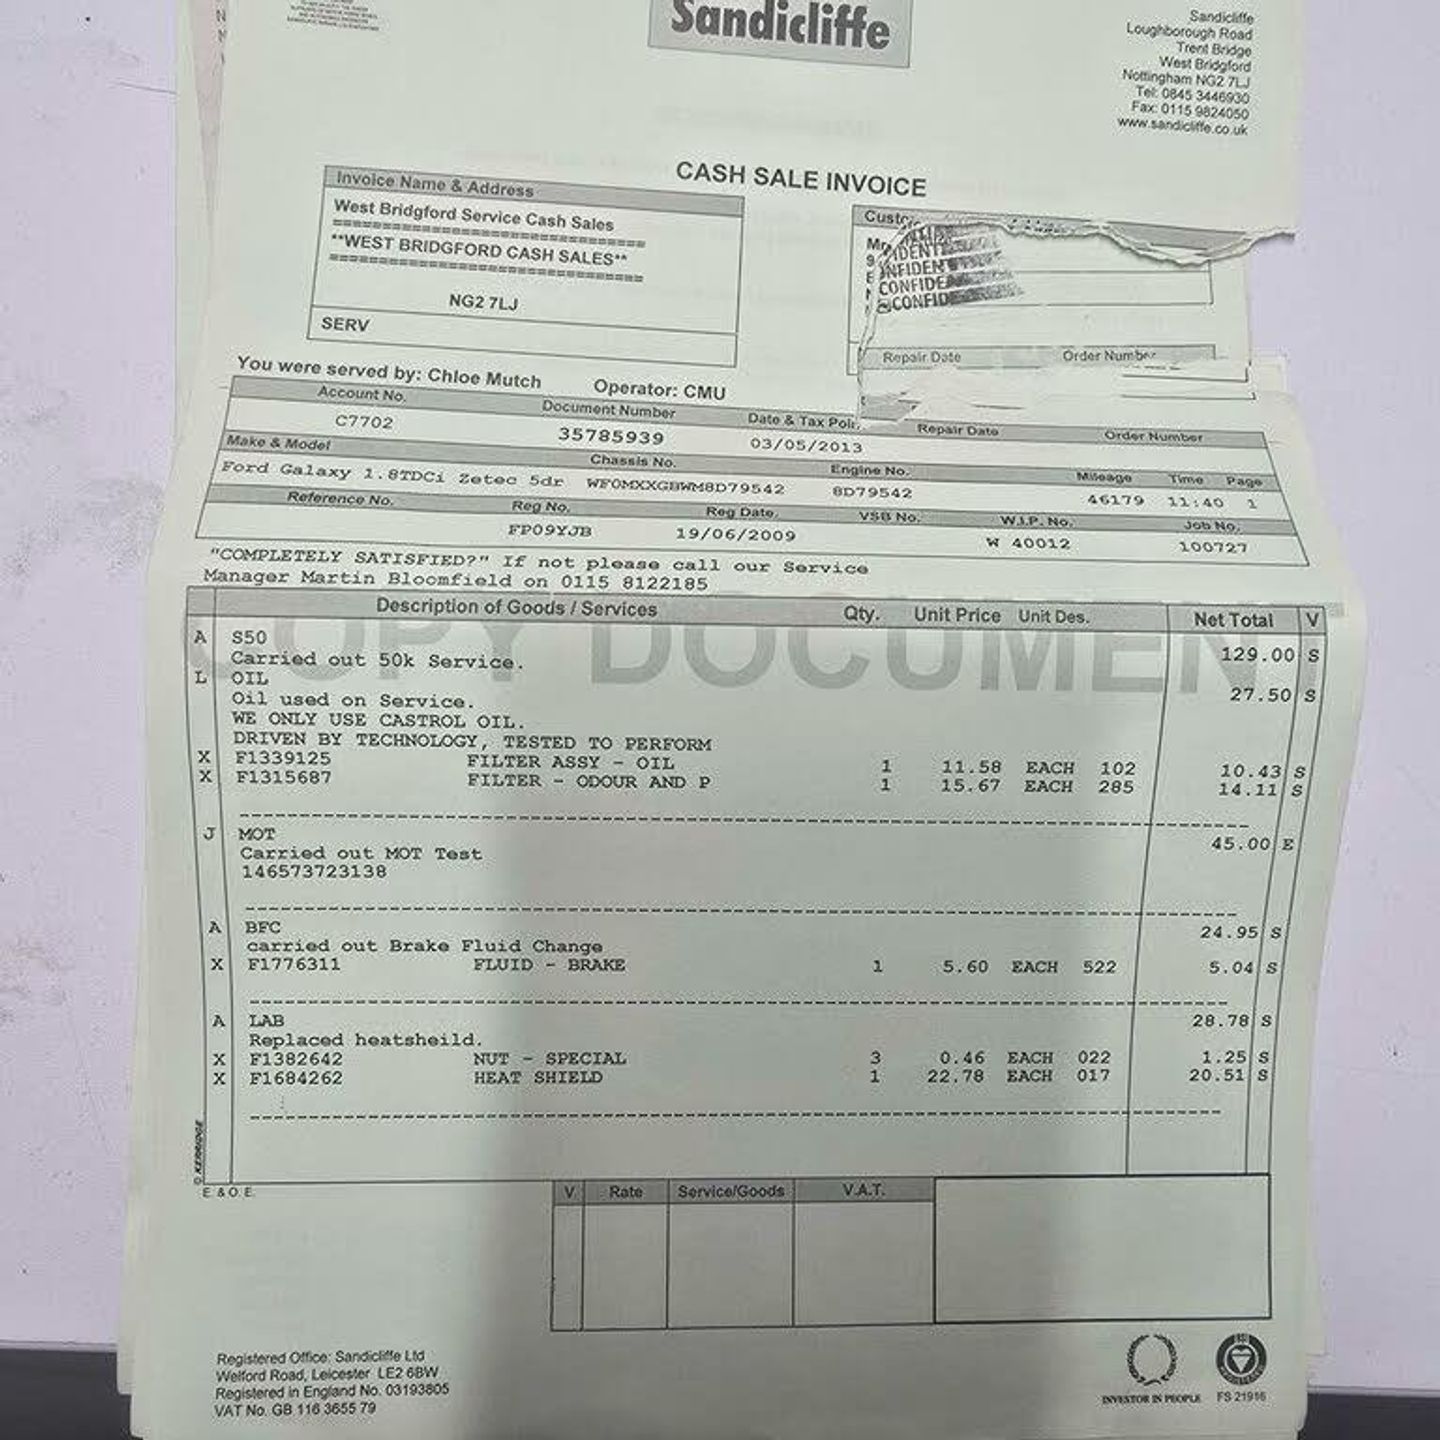 Sandicliffe
Sandicliffe
Loughborough Road
Trent Bridge
West Bridgford
Nottingham NG2 7LJ
Tel: 0845 3446930
Fax: 0115 9824050
www.sandicliffe.co.uk
CASH SALE INVOICE
Invoice Name & Address
West Bridgford Service Cash Sales
================================
**WEST BRIDGFORD CASH SALES**
================================
NG2 7LJ
SERV
Mr
CONFID
Repair Date Order Number
You were served by: Chloe Mutch Operator: CMU
Account No. Document Number Date & Tax Point Repair Date Order Number
C7702 35785939 03/05/2013
Make & Model Chassis No. Engine No. Mileage Time Page
Ford Galaxy 1.8TDCi Zetec 5dr WF0MXXGBWM8D79542 8D79542 46179 11:40 1
Reference No. Reg No. Reg Date. VSB No. W.I.P. No. Job No.
FP09YJB 19/06/2009 W 40012 100727
"COMPLETELY SATISFIED?" If not please call our Service
Manager Martin Bloomfield on 0115 8122185
Description of Goods / Services Qty. Unit Price Unit Des. Net Total V
COPY DOCUMENT
A S50
Carried out 50k Service. 129.00 S
L OIL
Oil used on Service. 27.50 S
WE ONLY USE CASTROL OIL.
DRIVEN BY TECHNOLOGY, TESTED TO PERFORM
X F1339125 FILTER ASSY - OIL 1 11.58 EACH 102 10.43 S
X F1315687 FILTER - ODOUR AND P 1 15.67 EACH 285 14.11 S
J MOT 45.00 E
Carried out MOT Test
146573723138
A BFC 24.95 S
carried out Brake Fluid Change
X F1776311 FLUID - BRAKE 1 5.60 EACH 522 5.04 S
A LAB 28.78 S
Replaced heatsheild.
X F1382642 NUT - SPECIAL 3 0.46 EACH 022 1.25 S
X F1684262 HEAT SHIELD 1 22.78 EACH 017 20.51 S
KERRIDGE
E. & O. E.
V Rate Service/Goods V.A.T.
Registered Office: Sandicliffe Ltd
Welford Road, Leicester LE2 6BW
Registered in England No. 03193805
VAT No. GB 116 3655 79
INVESTOR IN PEOPLE
FS 21916